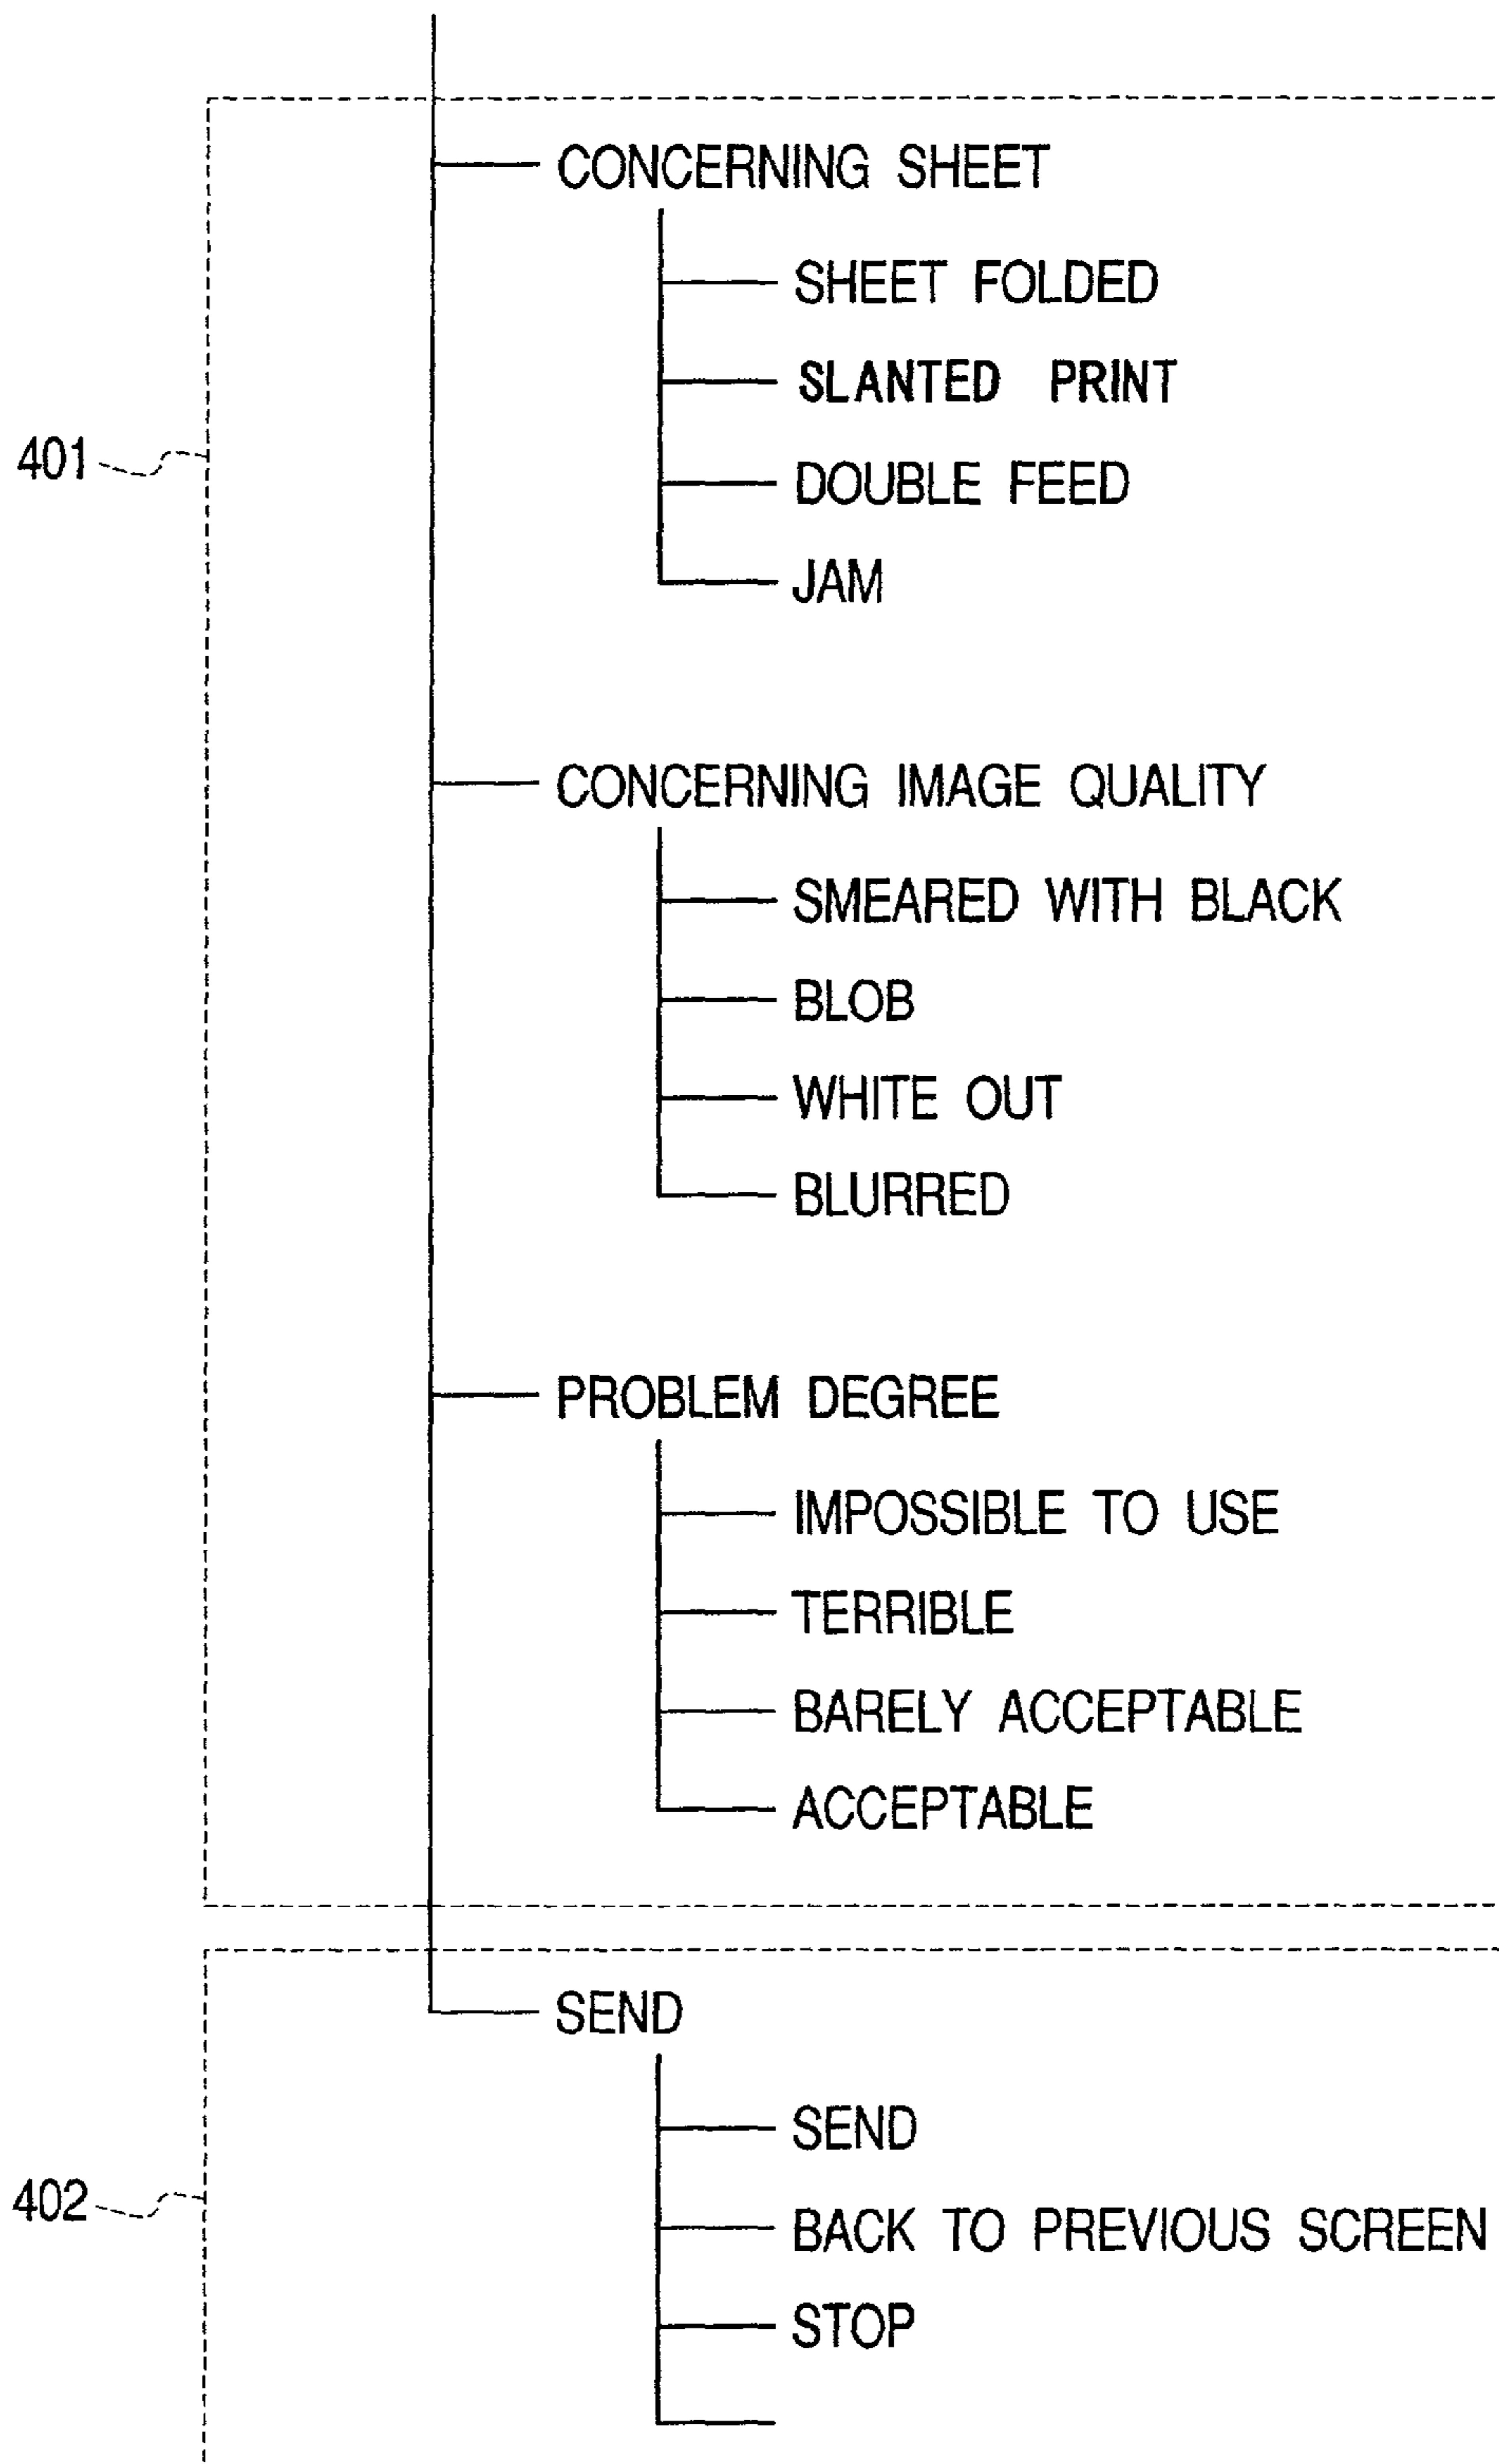 CONCERNING SHEET
SHEET FOLDED
SLANTED PRINT
401
DOUBLE FEED
JAM
CONCERNING IMAGE QUALITY
SMEARED WITH BLACK
BLOB
WHITE OUT
BLURRED
PROBLEM DEGREE
IMPOSSIBLE TO USE
TERRIBLE
BARELY ACCEPTABLE
ACCEPTABLE
SEND
SEND
402
BACK TO PREVIOUS SCREEN
STOP